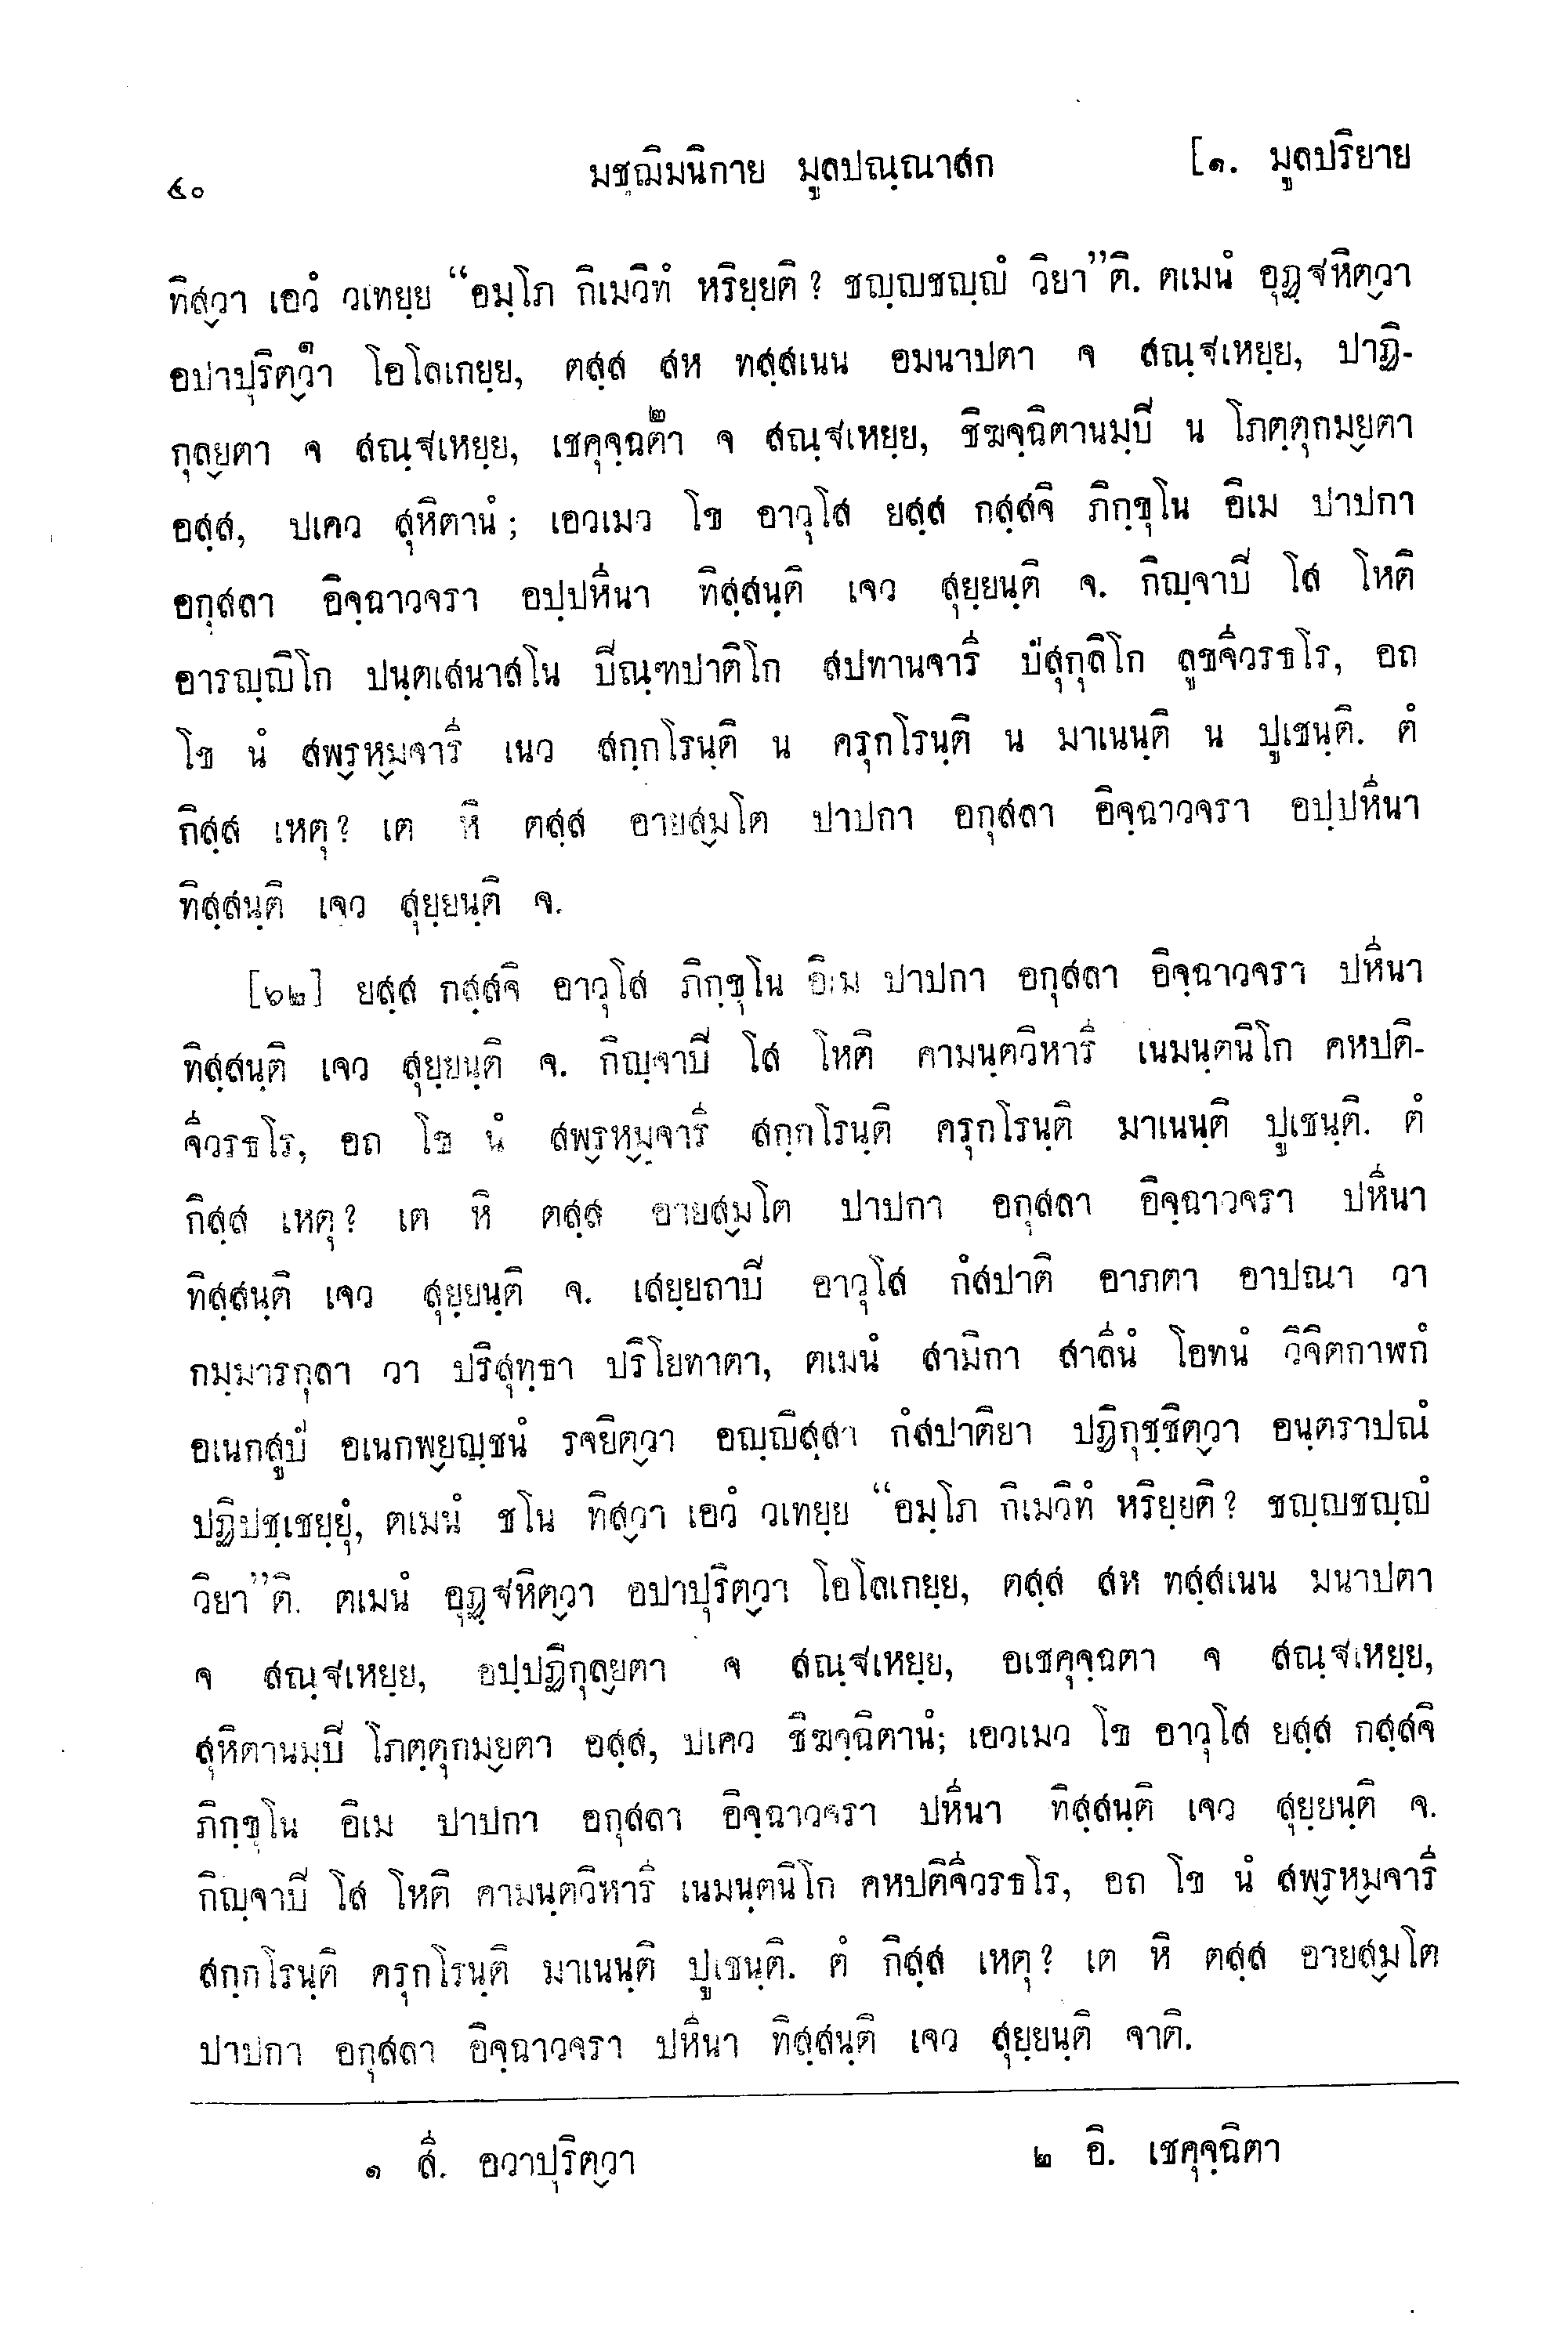 ๔๐ มชฺฌิมนิกาย มูลปณฺณาสก [๑. มูลปริยาย
ทิสฺวา เอวํ วเทยฺย “อมฺโภ กิเมวิทํ หริยฺยติ? ชญฺญชญฺญํ วิยา”ติ. ตเมนํ อุฏฺฐหิตฺวา
อปาปุริตฺวา๑ โอโลเกยฺย, ตสฺส สห ทสฺสเนน อมนาปตา จ สณฺฐเหยฺย, ปาฏิ-
กุลฺยตา จ สณฺฐเหยฺย, เชคุจฺฉตา๒ จ สณฺฐเหยฺย, ชิฆจฺฉิตานมฺปิ น โภตฺตุกมฺยตา
อสฺส, ปเคว สุหิตานํ; เอวเมว โข อาวุโส ยสฺส กสฺสจิ ภิกฺขุโน อิเม ปาปกา
อกุสลา อิจฺฉาวจรา อปฺปหีนา ทิสฺสนฺติ เจว สุยฺยนฺติ จ. กิญฺจาปิ โส โหติ
อารญฺญิโก ปนฺตเสนาสโน ปิณฺฑปาติโก สปทานจารี ปํสุกุลิโก ลูขจีวรธโร, อถ
โข นํ สพฺรหฺมจารี เนว สกฺกโรนฺติ น ครุกโรนฺติ น มาเนนฺติ น ปูเชนฺติ. ตํ
กิสฺส เหตุ? เต หิ ตสฺส อายสฺมโต ปาปกา อกุสลา อิจฺฉาวจรา อปฺปหีนา
ทิสฺสนฺติ เจว สุยฺยนฺติ จ.
[๖๒] ยสฺส กสฺสจิ อาวุโส ภิกฺขุโน อิเม ปาปกา อกุสลา อิจฺฉาวจรา ปหีนา
ทิสฺสนฺติ เจว สุยฺยนฺติ จ. กิญฺจาปิ โส โหติ คามนฺตวิหารี เนมนฺตนิโก คหปติ-
จีวรธโร, อถ โข นํ สพฺรหฺมจารี สกฺกโรนฺติ ครุกโรนฺติ มาเนนฺติ ปูเชนฺติ. ตํ
กิสฺส เหตุ? เต หิ ตสฺส อายสฺมโต ปาปกา อกุสลา อิจฺฉาวจรา ปหีนา
ทิสฺสนฺติ เจว สุยฺยนฺติ จ. เสยฺยถาปิ อาวุโส กํสปาติ อาภตา อาปณา วา
กมฺมารกุลา วา ปริสุทฺธา ปริโยทาตา, ตเมนํ สามิกา สาลีนํ โอทนํ วิจิตกาฬกํ
อเนกสูปํ อเนกพฺยญฺชนํ รจยิตฺวา อญฺญิสฺสา กํสปาติยา ปฏิกุชฺชิตฺวา อนฺตราปณํ
ปฏิปชฺเชยฺยุํ, ตเมนํ ชโน ทิสฺวา เอวํ วเทยฺย “อมฺโภ กิเมวิทํ หริยฺยติ? ชญฺญชญฺญํ
วิยา”ติ. ตเมนํ อุฏฺฐหิตฺวา อปาปุริตฺวา โอโลเกยฺย, ตสฺส สห ทสฺสเนน มนาปตา
จ สณฺฐเหยฺย, อปฺปฏิกุลฺยตา จ สณฺฐเหยฺย, อเชคุจฺฉตา จ สณฺฐเหยฺย,
สุหิตานมฺปิ โภตฺตุกมฺยตา อสฺส, ปเคว ชิฆจฺฉิตานํ; เอวเมว โข อาวุโส ยสฺส กสฺสจิ
ภิกฺขุโน อิเม ปาปกา อกุสลา อิจฺฉาวจรา ปหีนา ทิสฺสนฺติ เจว สุยฺยนฺติ จ.
กิญฺจาปิ โส โหติ คามนฺตวิหารี เนมนฺตนิโก คหปติจีวรธโร, อถ โข นํ สพฺรหฺมจารี
สกฺกโรนฺติ ครุกโรนฺติ มาเนนฺติ ปูเชนฺติ. ตํ กิสฺส เหตุ? เต หิ ตสฺส อายสฺมโต
ปาปกา อกุสลา อิจฺฉาวจรา ปหีนา ทิสฺสนฺติ เจว สุยฺยนฺติ จาติ.
๑ สี. อวาปุริตฺวา ๒ อิ. เชคุจฺฉิตา